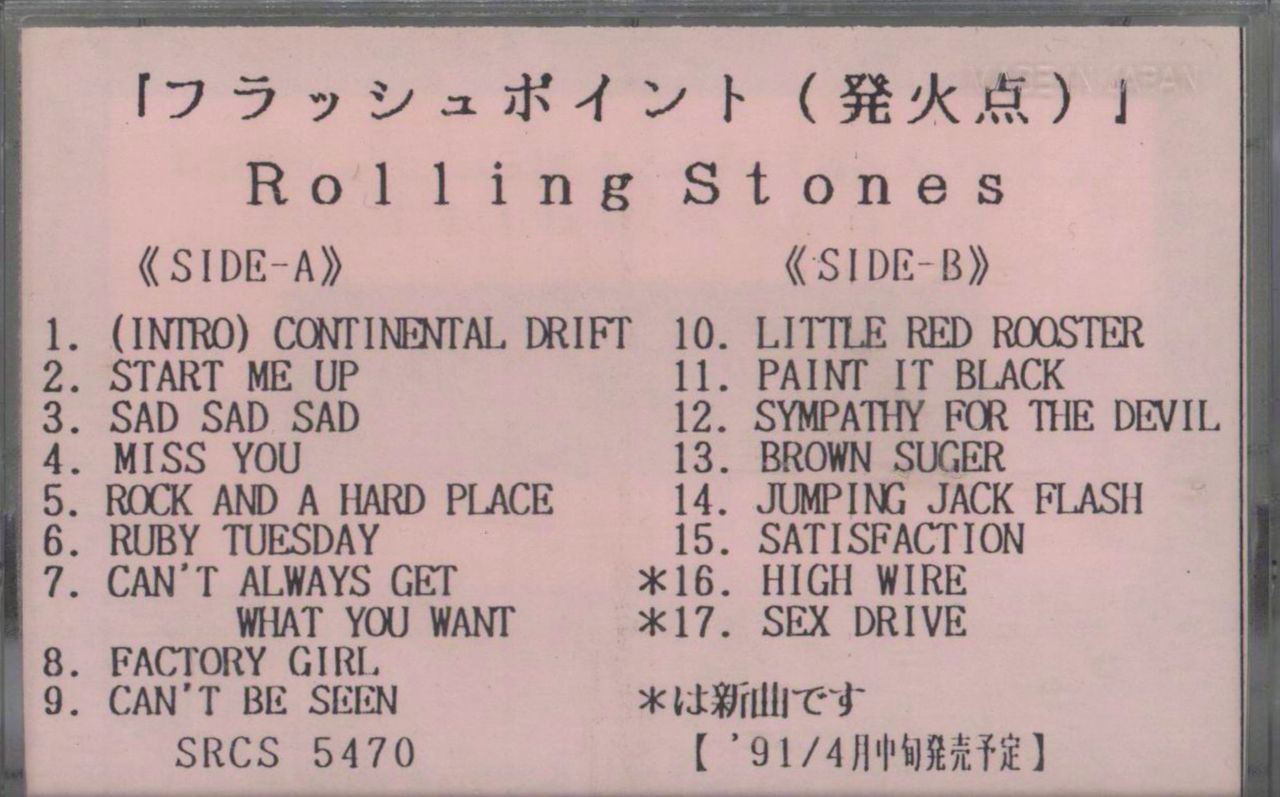 「フラッシュポイント（発火点）」
Rolling Stones
《SIDE-A》
1. (INTRO) CONTINENTAL DRIFT
2. START ME UP
3. SAD SAD SAD
4. MISS YOU
5. ROCK AND A HARD PLACE
6. RUBY TUESDAY
7. CAN'T ALWAYS GET
WHAT YOU WANT
8. FACTORY GIRL
9. CAN'T BE SEEN
SRCS 5470
《SIDE-B》
10. LITTLE RED ROOSTER
11. PAINT IT BLACK
12. SYMPATHY FOR THE DEVIL
13. BROWN SUGER
14. JUMPING JACK FLASH
15. SATISFACTION
*16. HIGH WIRE
*17. SEX DRIVE
*は新曲です
【'91/4月中旬発売予定】
MADE IN JAPAN